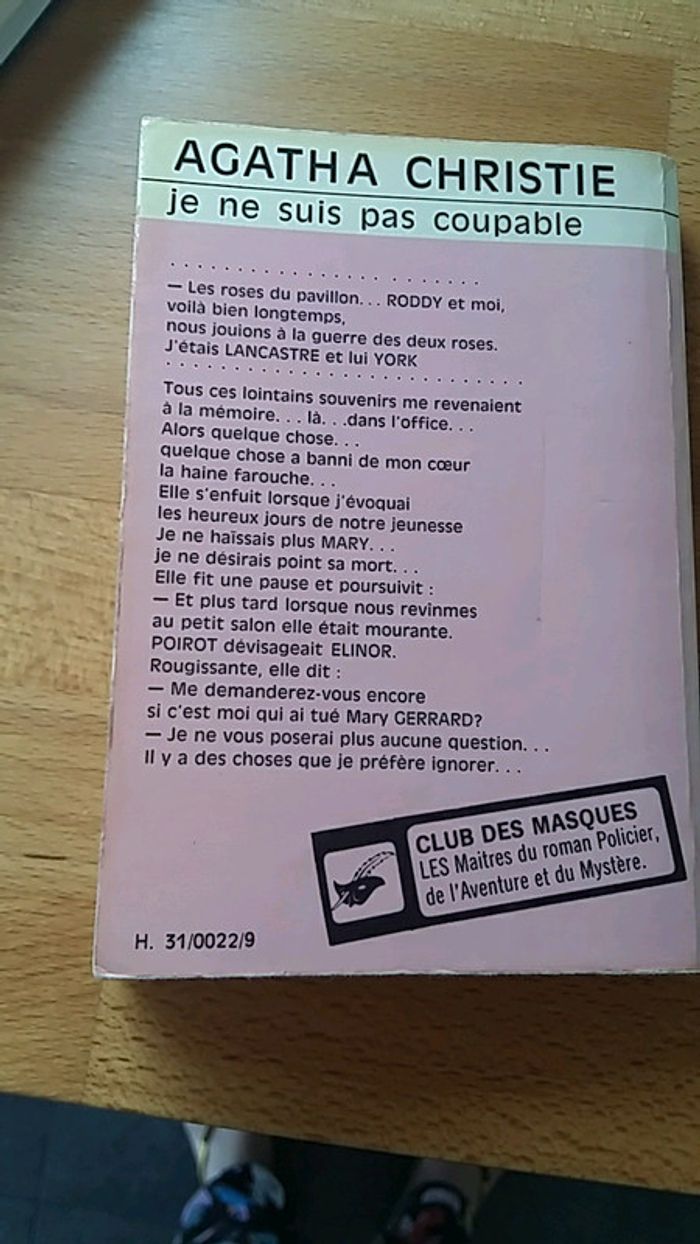 AGATHA CHRISTIE
je ne suis pas coupable
. . . . . . . . . . . . . . . . . . . . . . .
— Les roses du pavillon. . . RODDY et moi,
voilà bien longtemps,
nous jouions à la guerre des deux roses.
J'étais LANCASTRE et lui YORK
. . . . . . . . . . . . . . . . . . . . . . . . . . .
Tous ces lointains souvenirs me revenaient
à la mémoire. . . là. . .dans l'office. . .
Alors quelque chose. . .
quelque chose a banni de mon cœur
la haine farouche. . .
Elle s'enfuit lorsque j'évoquai
les heureux jours de notre jeunesse
Je ne haïssais plus MARY. . .
je ne désirais point sa mort. . .
Elle fit une pause et poursuivit :
— Et plus tard lorsque nous revinmes
au petit salon elle était mourante.
POIROT dévisageait ELINOR.
Rougissante, elle dit :
— Me demanderez-vous encore
si c'est moi qui ai tué Mary GERRARD?
— Je ne vous poserai plus aucune question. . .
Il y a des choses que je préfère ignorer. . .
CLUB DES MASQUES
LES Maitres du roman Policier,
de l'Aventure et du Mystère.
H. 31/0022/9